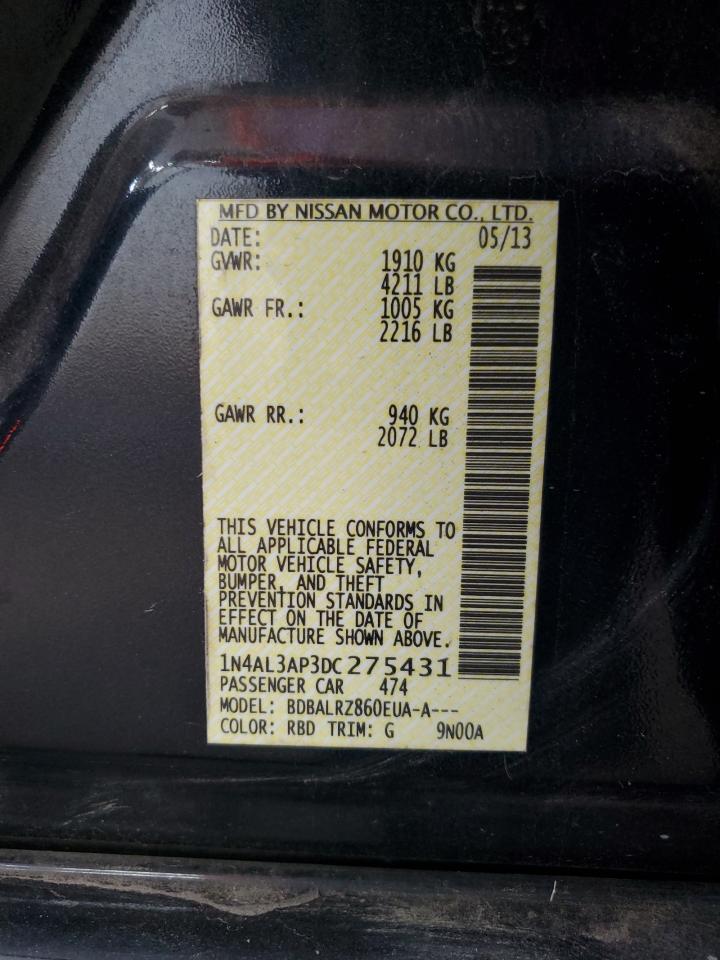 MFD BY NISSAN MOTOR CO., LTD.
DATE: 05/13
GVWR: 1910 KG
4211 LB
GAWR FR.: 1005 KG
2216 LB
GAWR RR.: 940 KG
2072 LB
THIS VEHICLE CONFORMS TO
ALL APPLICABLE FEDERAL
MOTOR VEHICLE SAFETY,
BUMPER, AND THEFT
PREVENTION STANDARDS IN
EFFECT ON THE DATE OF
MANUFACTURE SHOWN ABOVE.
1N4AL3AP3DC275431
PASSENGER CAR 474
MODEL: BDBALRZ860EUA-A---
COLOR: RBD TRIM: G 9N00A